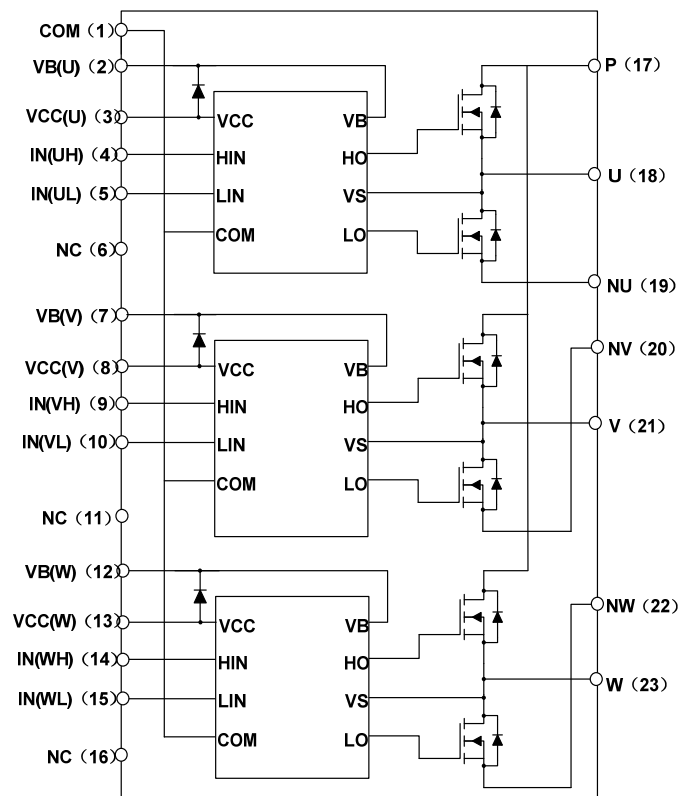 COM (1)
VB(U) (2)
P (17)
VCC(U) (3)
VCC
VB
IN(UH) (4)
HIN
HO
U (18)
IN(UL) (5)
LIN
VS
COM
LO
NC (6)
NU (19)
VB(V) (7)
NV (20)
VCC(V) (8)
VCC
VB
IN(VH) (9)
HIN
HO
V (21)
IN(VL) (10)
LIN
VS
COM
LO
NC (11)
VB(W) (12)
NW (22)
VCC(W) (13)
VCC
VB
IN(WH) (14)
HIN
HO
W (23)
IN(WL) (15)
LIN
VS
COM
LO
NC (16)